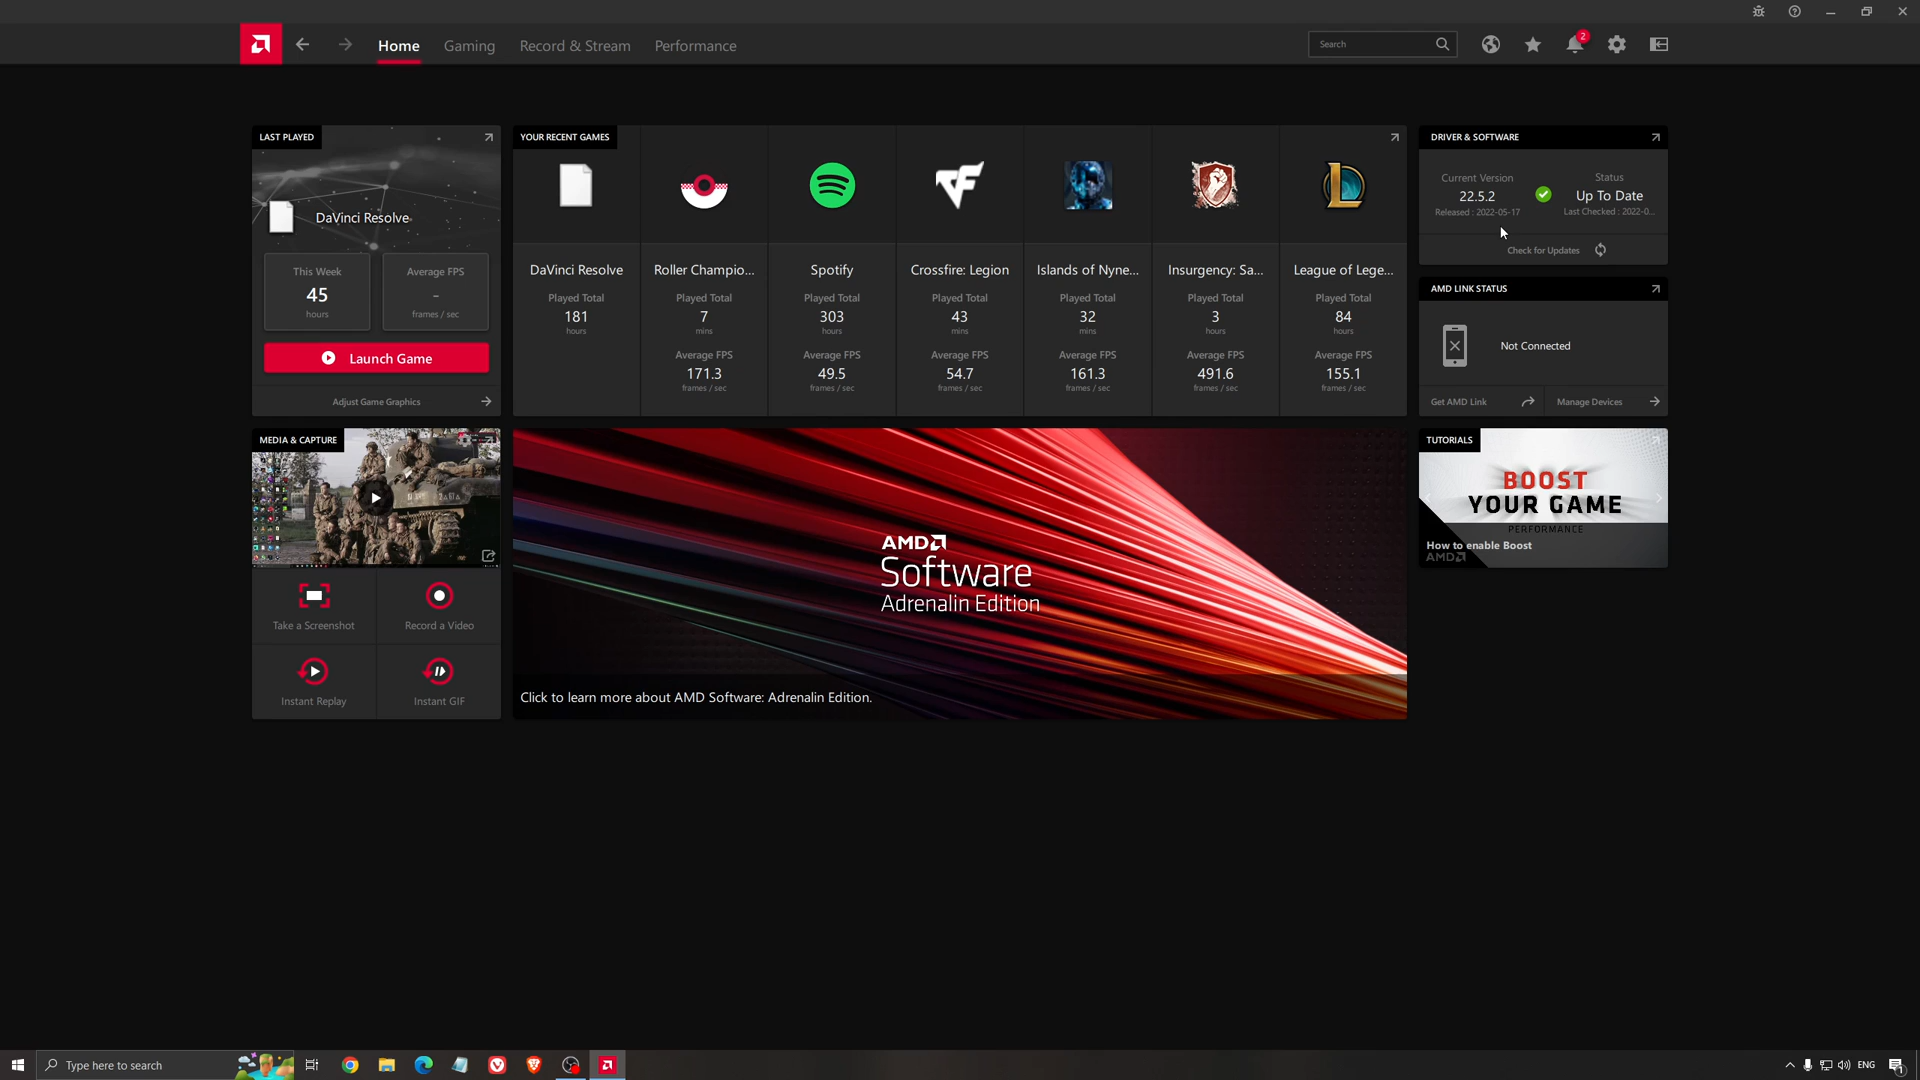 Home
Gaming
Record & Stream
Performance
Search
2
LAST PLAYED
DaVinci Resolve
This Week
45
hours
Average FPS
–
frames / sec
Launch Game
Adjust Game Graphics
YOUR RECENT GAMES
DaVinci Resolve
Played Total
181
hours
Roller Champio...
Played Total
7
mins
Average FPS
171.3
frames / sec
Spotify
Played Total
303
hours
Average FPS
49.5
frames / sec
Crossfire: Legion
Played Total
43
mins
Average FPS
54.7
frames / sec
Islands of Nyne...
Played Total
32
mins
Average FPS
161.3
frames / sec
Insurgency: Sa...
Played Total
3
hours
Average FPS
491.6
frames / sec
League of Lege...
Played Total
84
hours
Average FPS
155.1
frames / sec
DRIVER & SOFTWARE
Current Version
22.5.2
Released : 2022-05-17
Status
Up To Date
Last Checked : 2022-0...
Check for Updates
AMD LINK STATUS
Not Connected
Get AMD Link
Manage Devices
MEDIA & CAPTURE
Take a Screenshot
Record a Video
Instant Replay
Instant GIF
AMD
Software
Adrenalin Edition
Click to learn more about AMD Software: Adrenalin Edition.
TUTORIALS
BOOST
YOUR GAME
PERFORMANCE
How to enable Boost
AMD
Type here to search
ENG
1